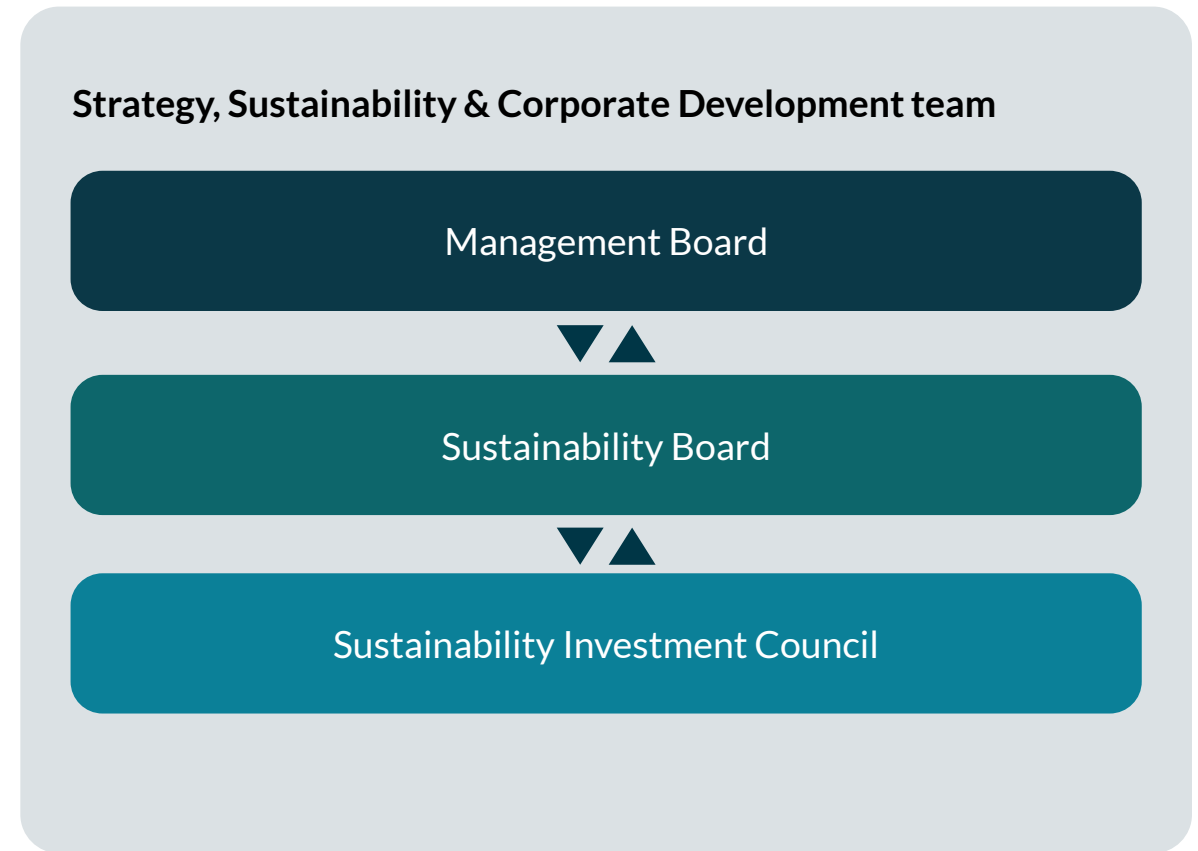 Strategy, Sustainability & Corporate Development team
Management Board
Sustainability Board
Sustainability Investment Council